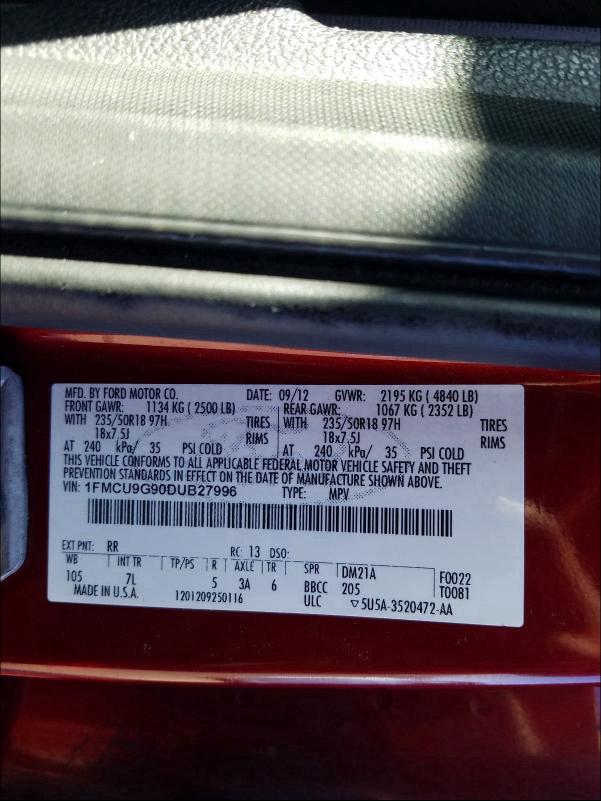 MFD. BY FORD MOTOR CO. DATE: 09/12 GVWR: 2195 KG ( 4840 LB)
FRONT GAWR: 1134 KG ( 2500 LB) REAR GAWR: 1067 KG ( 2352 LB)
WITH 235/50R18 97H TIRES WITH 235/50R18 97H TIRES
18x7.5J RIMS 18x7.5J RIMS
AT 240 kPa/ 35 PSI COLD AT 240 kPa/ 35 PSI COLD
THIS VEHICLE CONFORMS TO ALL APPLICABLE FEDERAL MOTOR VEHICLE SAFETY AND THEFT
PREVENTION STANDARDS IN EFFECT ON THE DATE OF MANUFACTURE SHOWN ABOVE.
VIN: 1FMCU9G90DUB27996 TYPE: MPV
EXT PNT: RR RC: 13 DSO:
WB INT TR TP/PS R AXLE TR SPR DM21A F0022
105 7L 5 3A 6 BBCC 205 T0081
MADE IN U.S.A. 1201209250116 ULC ▽5U5A-3520472-AA